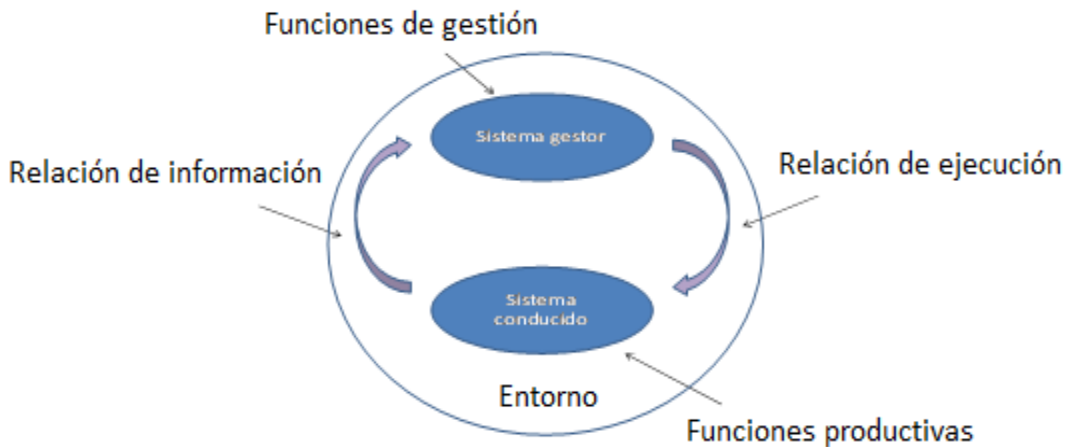 Funciones de gestión
Sistema gestor
Relación de información
Relación de ejecución
Sistema
conducido
Entorno
Funciones productivas